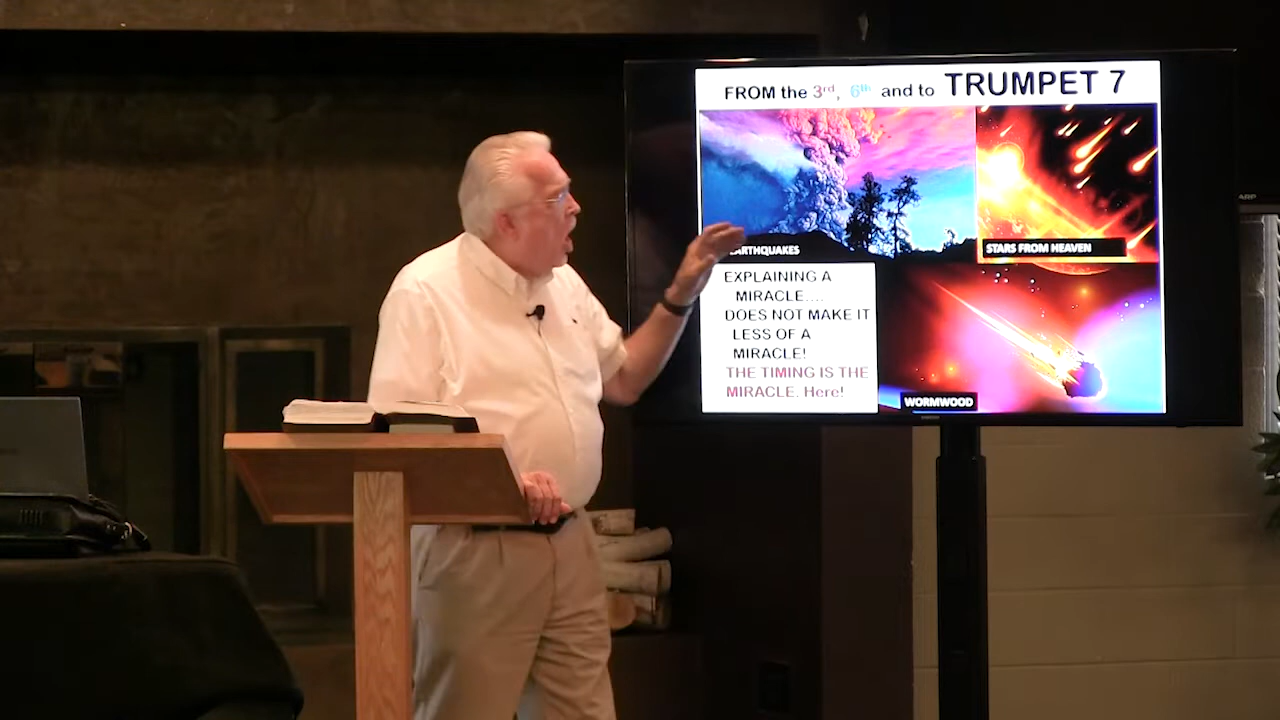 FROM the 3rd, 6th and to TRUMPET 7
EARTHQUAKES
STARS FROM HEAVEN
EXPLAINING A
MIRACLE....
DOES NOT MAKE IT
LESS OF A
MIRACLE!
THE TIMING IS THE
MIRACLE. Here!
WORMWOOD